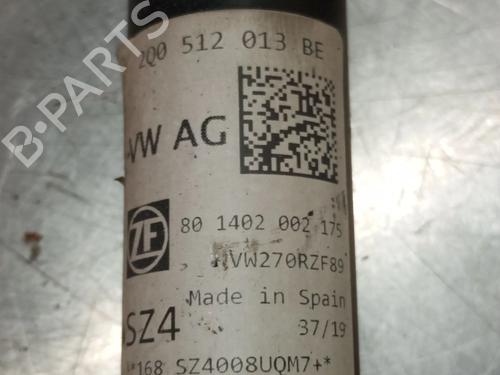 2Q0 512 013 BE
VW AG
ZF
80 1402 002 175
VW270RZF89
Made in Spain
SZ4
37/19
*168 SZ4008UQM7+*
B-PARTS